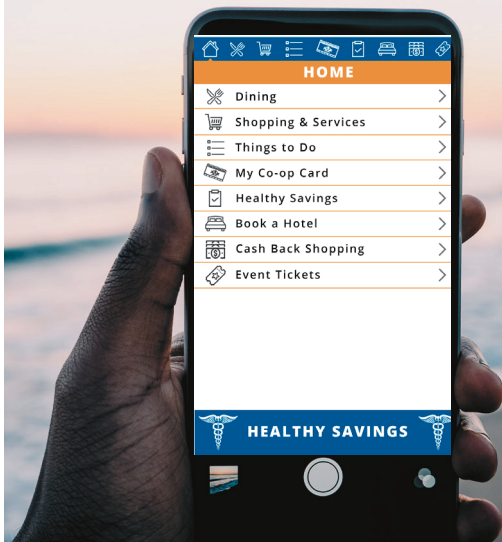 HOME
Dining
Shopping & Services
Things to Do
My Co-op Card
Healthy Savings
Book a Hotel
Cash Back Shopping
Event Tickets
HEALTHY SAVINGS